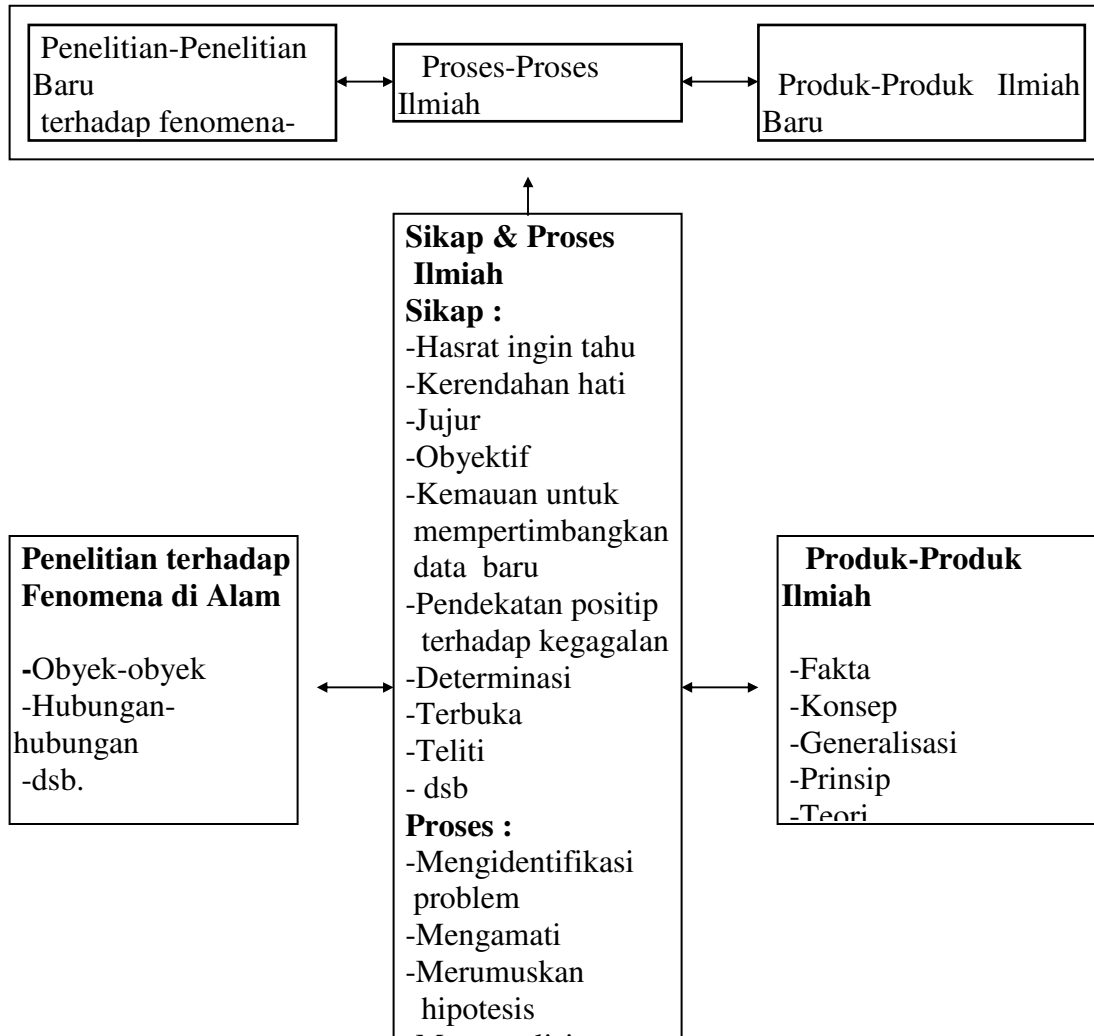 Penelitian-Penelitian
Baru
terhadap fenomena-
Proses-Proses
Ilmiah
Produk-Produk Ilmiah
Baru
Sikap & Proses
Ilmiah
Sikap :
-Hasrat ingin tahu
-Kerendahan hati
-Jujur
-Obyektif
-Kemauan untuk
mempertimbangkan
data baru
-Pendekatan positip
terhadap kegagalan
-Determinasi
-Terbuka
-Teliti
- dsb
Proses :
-Mengidentifikasi
problem
-Mengamati
-Merumuskan
hipotesis
Penelitian terhadap
Fenomena di Alam
-Obyek-obyek
-Hubungan-
hubungan
-dsb.
Produk-Produk
Ilmiah
-Fakta
-Konsep
-Generalisasi
-Prinsip
-Teori